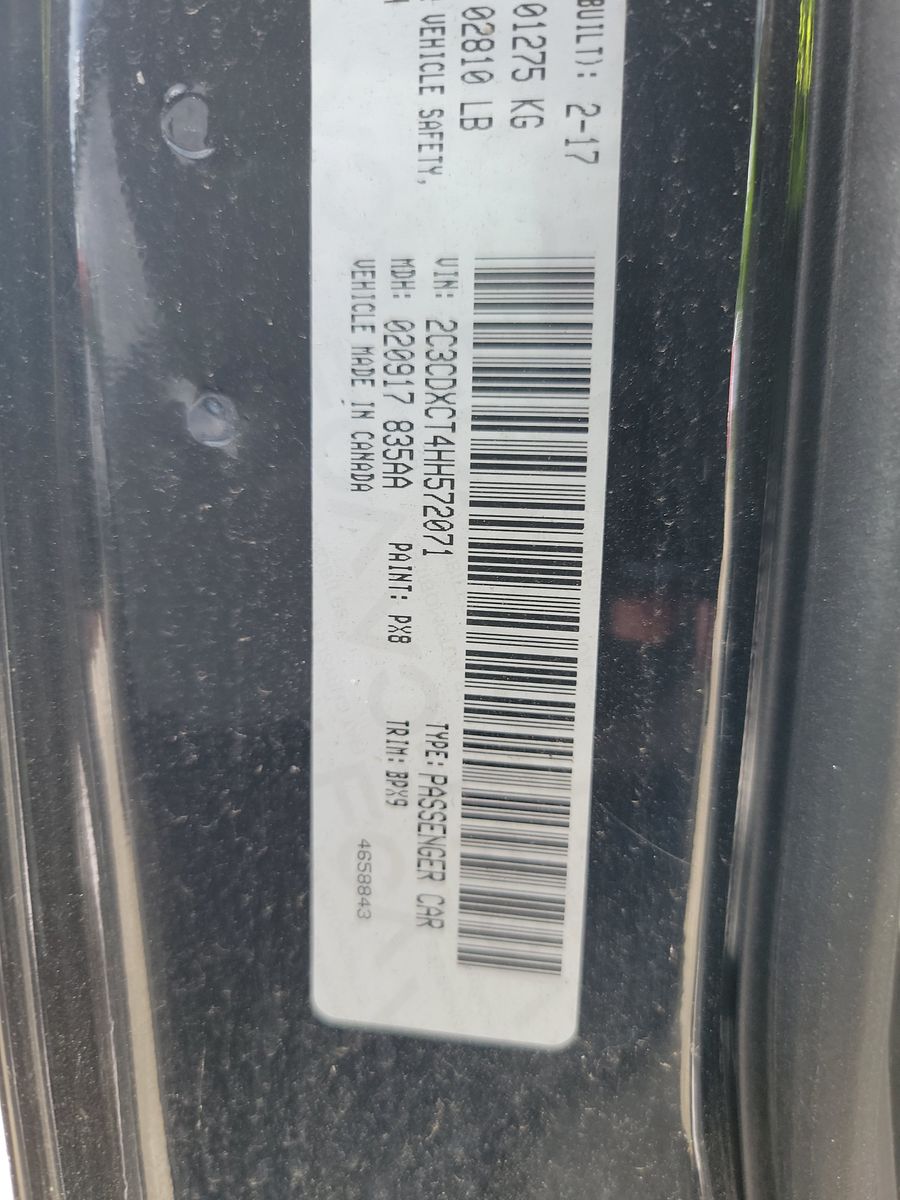 BUILT): 2-17
01275 KG
02810 LB
VEHICLE SAFETY,
VIN: 2C3CDXCT4HH572071 TYPE: PASSENGER CAR
MDH: 020917 835AA PAINT: PX8 TRIM: BPX9
VEHICLE MADE IN CANADA 4658843